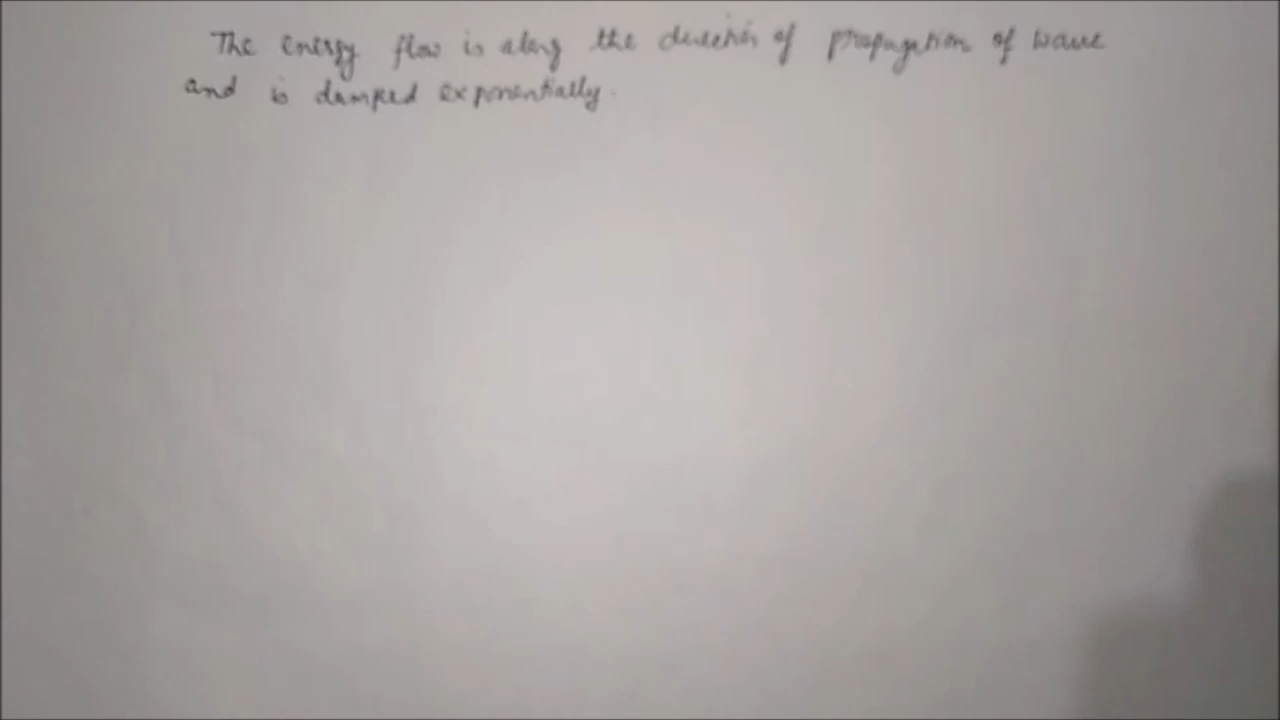 The energy flow is along the direction of propagation of wave
and is damped exponentially.